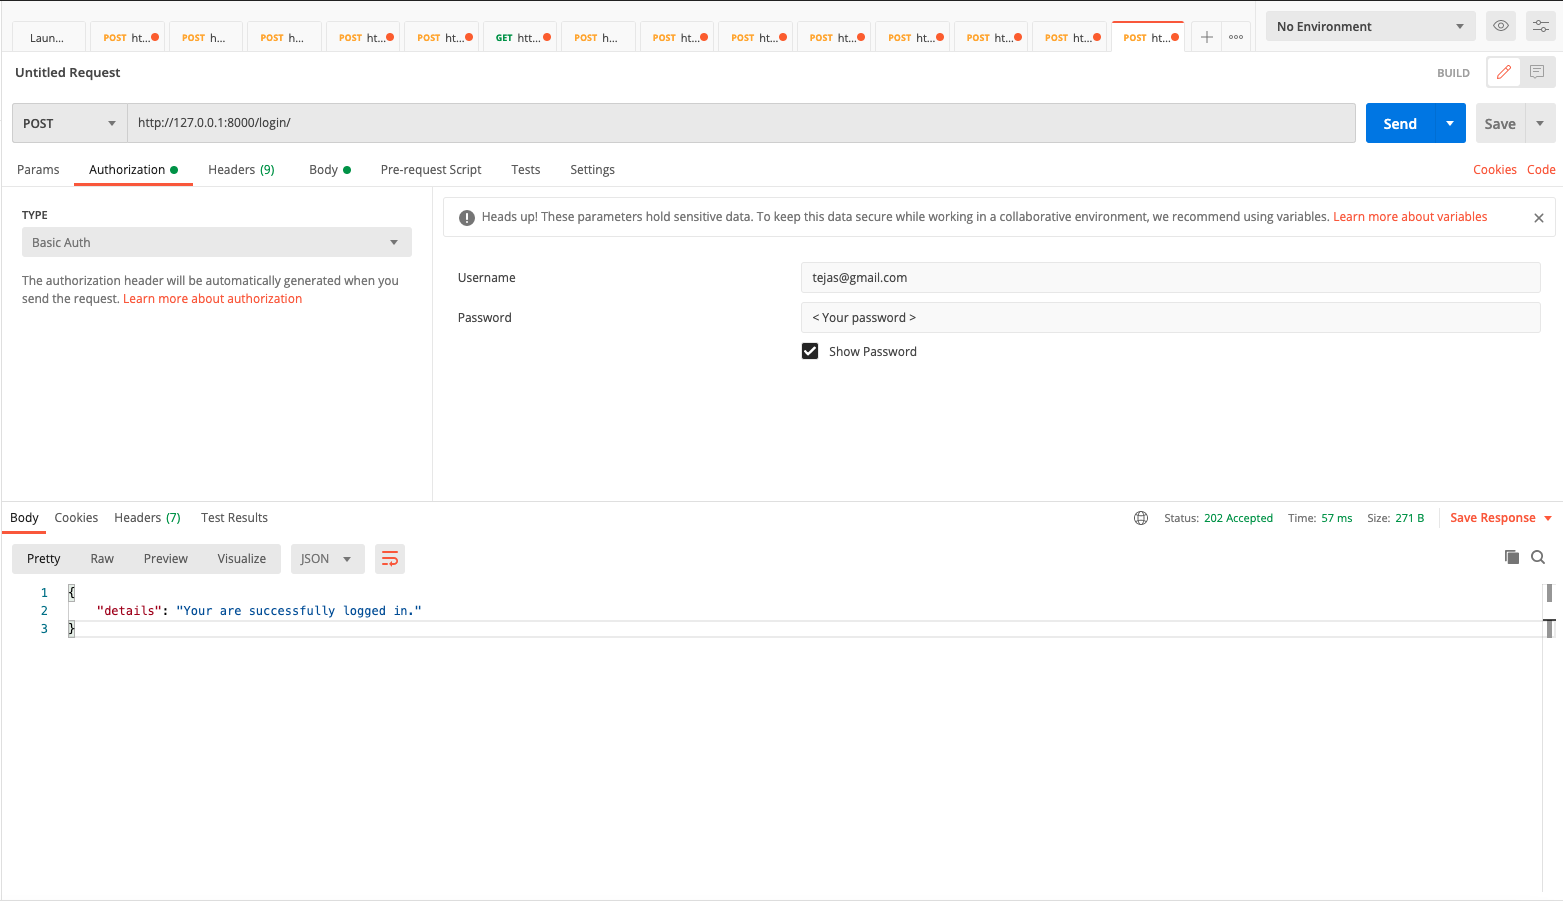 Laun... POST ht... POST h... POST h... POST ht... POST ht... GET htt... POST h... POST ht... POST ht... POST ht... POST ht... POST ht... POST ht... POST ht... No Environment
Untitled Request BUILD
POST http://127.0.0.1:8000/login/ Send Save
Params Authorization Headers (9) Body Pre-request Script Tests Settings Cookies Code
TYPE
Basic Auth
The authorization header will be automatically generated when you
send the request. Learn more about authorization
Heads up! These parameters hold sensitive data. To keep this data secure while working in a collaborative environment, we recommend using variables. Learn more about variables
Username tejas@gmail.com
Password < Your password >
Show Password
Body Cookies Headers (7) Test Results Status: 202 Accepted Time: 57 ms Size: 271 B Save Response
Pretty Raw Preview Visualize JSON
1 {
2 "details": "Your are successfully logged in."
3 }